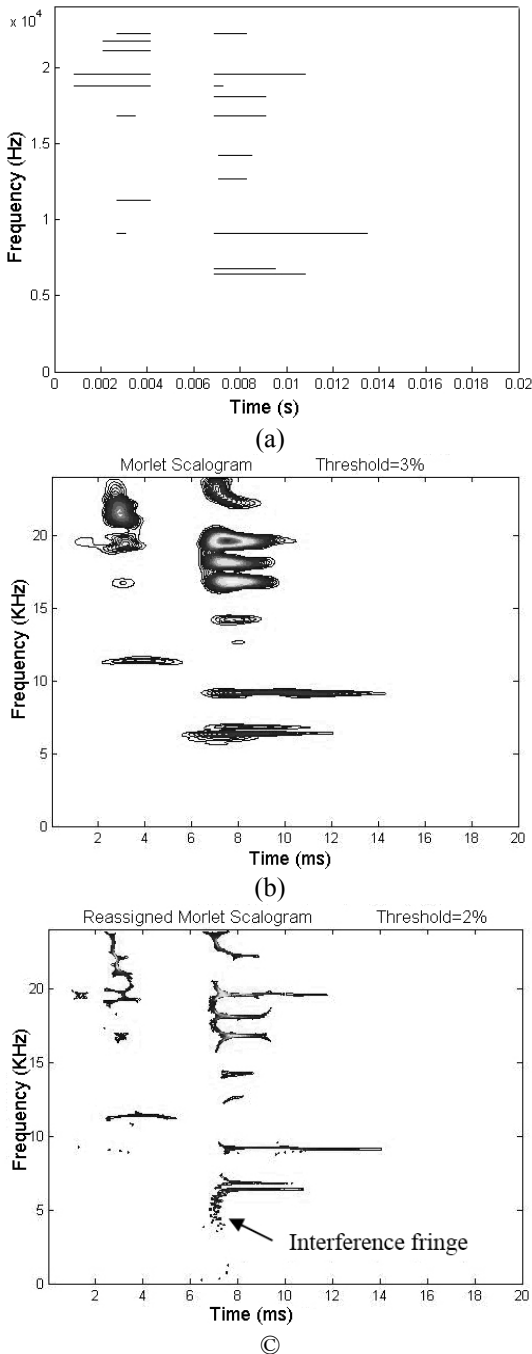 x 10^4
2
1.5
1
0.5
0
Frequency (Hz)
0 0.002 0.004 0.006 0.008 0.01 0.012 0.014 0.016 0.018 0.02
Time (s)
(a)
Morlet Scalogram Threshold=3%
20
15
10
5
0
Frequency (KHz)
2 4 6 8 10 12 14 16 18 20
Time (ms)
(b)
Reassigned Morlet Scalogram Threshold=2%
20
15
10
5
0
Frequency (KHz)
Interference fringe
2 4 6 8 10 12 14 16 18 20
Time (ms)
©